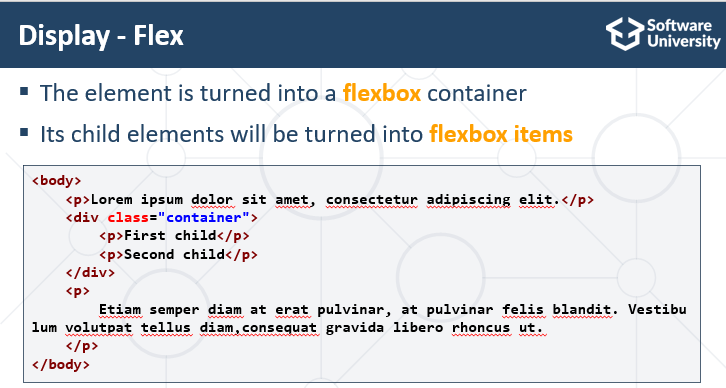 Display - Flex
Software
University
▪ The element is turned into a flexbox container
▪ Its child elements will be turned into flexbox items
<body>
    <p>Lorem ipsum dolor sit amet, consectetur adipiscing elit.</p>
    <div class="container">
        <p>First child</p>
        <p>Second child</p>
    </div>
    <p>
        Etiam semper diam at erat pulvinar, at pulvinar felis blandit. Vestibu
lum volutpat tellus diam,consequat gravida libero rhoncus ut.
    </p>
</body>